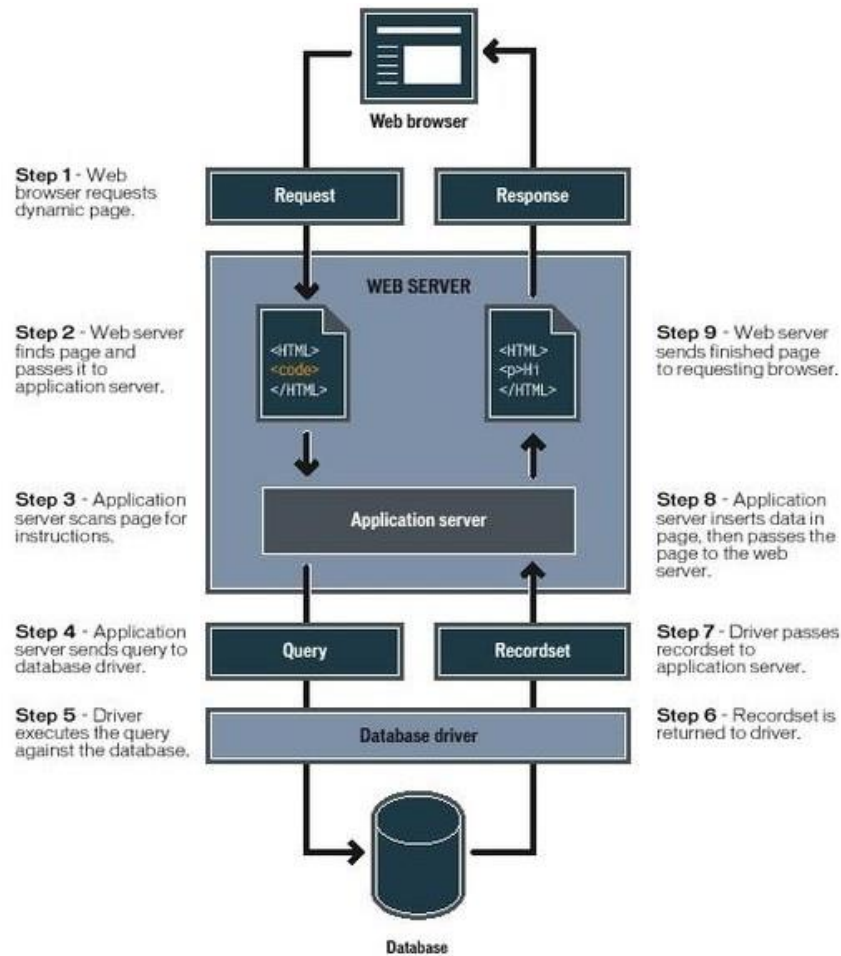 Web browser
Step 1 - Web
browser requests
dynamic page.
Request
Response
WEB SERVER
Step 2 - Web server
finds page and
passes it to
application server.
<HTML>
<code>
</HTML>
<HTML>
<p>Hi
</HTML>
Step 9 - Web server
sends finished page
to requesting browser.
Step 3 - Application
server scans page for
instructions.
Application server
Step 8 - Application
server inserts data in
page, then passes the
page to the web
server.
Step 4 - Application
server sends query to
database driver.
Query
Recordset
Step 7 - Driver passes
recordset to
application server.
Step 5 - Driver
executes the query
against the database.
Database driver
Step 6 - Recordset is
returned to driver.
Database